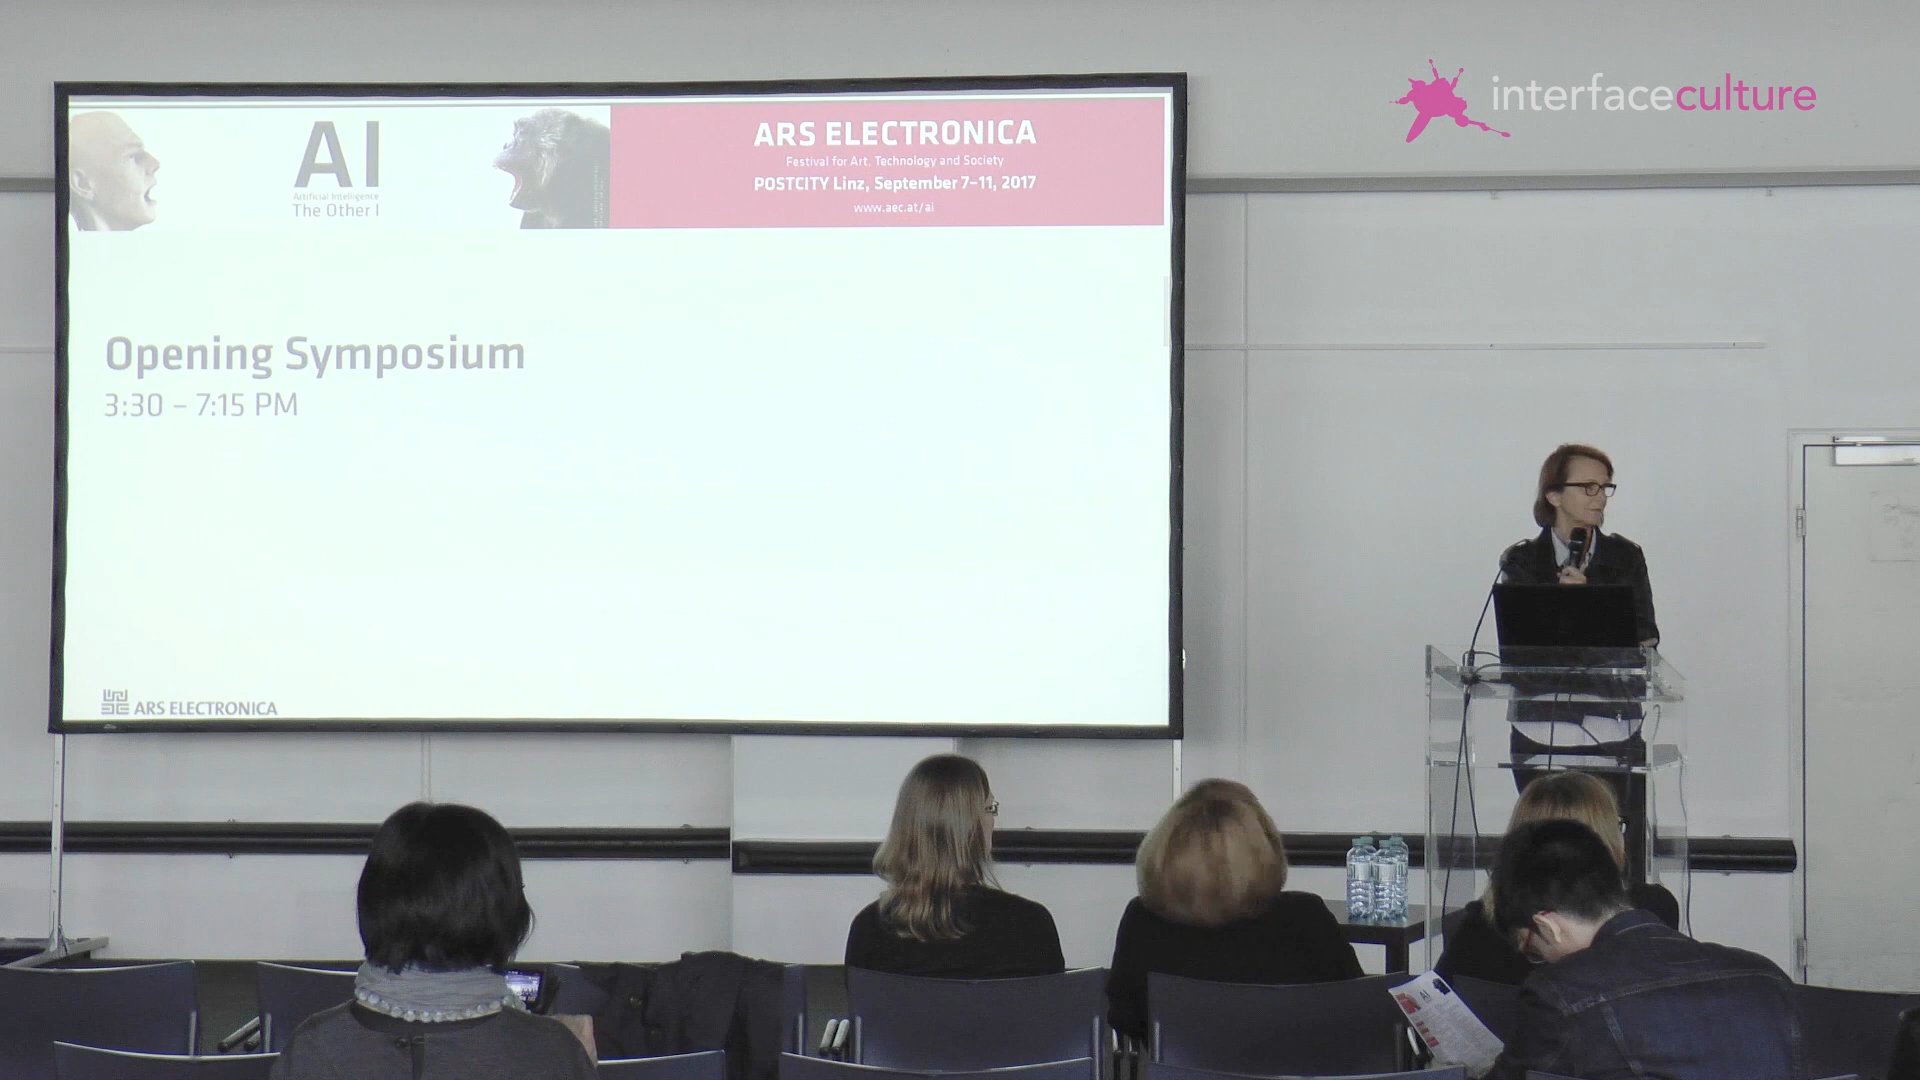 interfaceculture
AI
Artificial Intelligence
The Other I
ARS ELECTRONICA
Festival for Art, Technology and Society
POSTCITY Linz, September 7–11, 2017
www.aec.at/ai
Opening Symposium
3:30 – 7:15 PM
ARS ELECTRONICA
AI